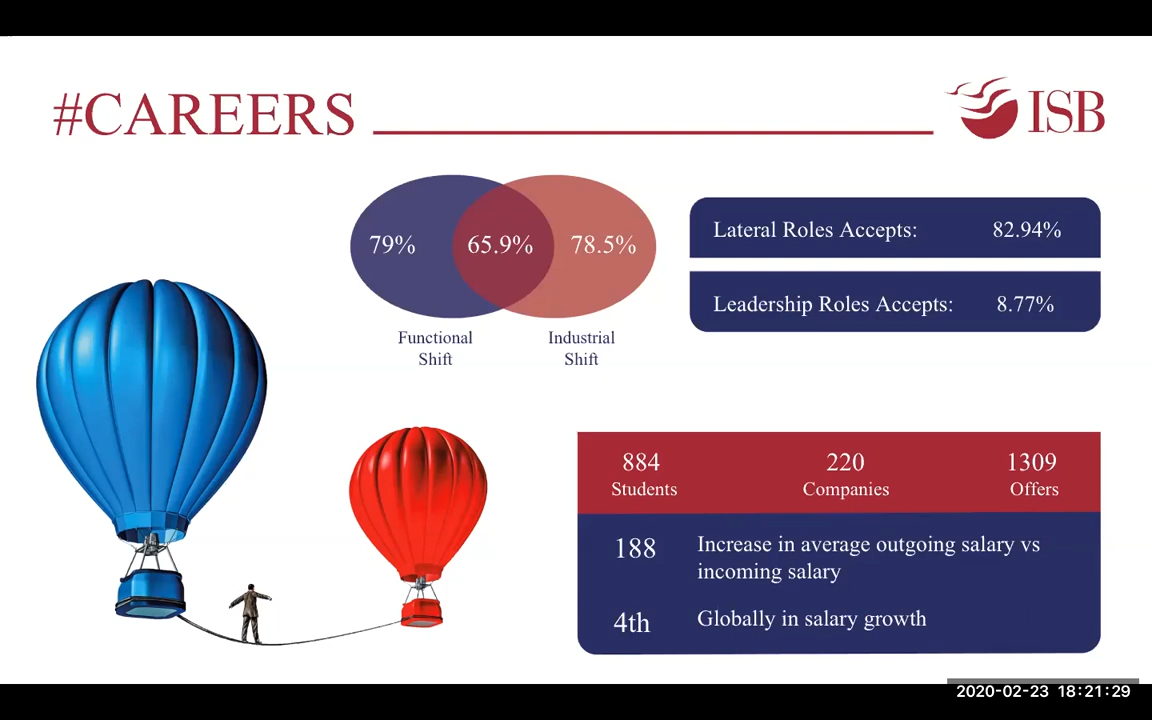 #CAREERS
ISB
79%
65.9%
78.5%
Functional
Shift
Industrial
Shift
Lateral Roles Accepts: 82.94%
Leadership Roles Accepts: 8.77%
884
Students
220
Companies
1309
Offers
188
Increase in average outgoing salary vs
incoming salary
4th
Globally in salary growth
2020-02-23 18:21:29